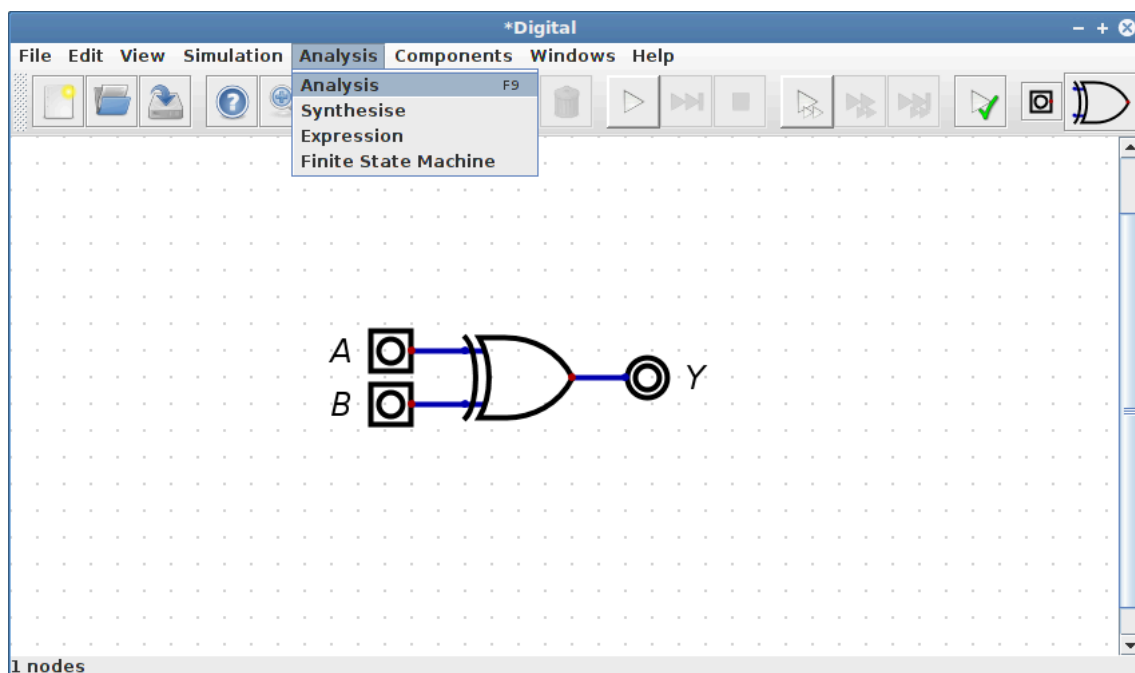 *Digital
File Edit View Simulation Analysis Components Windows Help
Analysis F9
Synthesise
Expression
Finite State Machine
A
B
Y
1 nodes